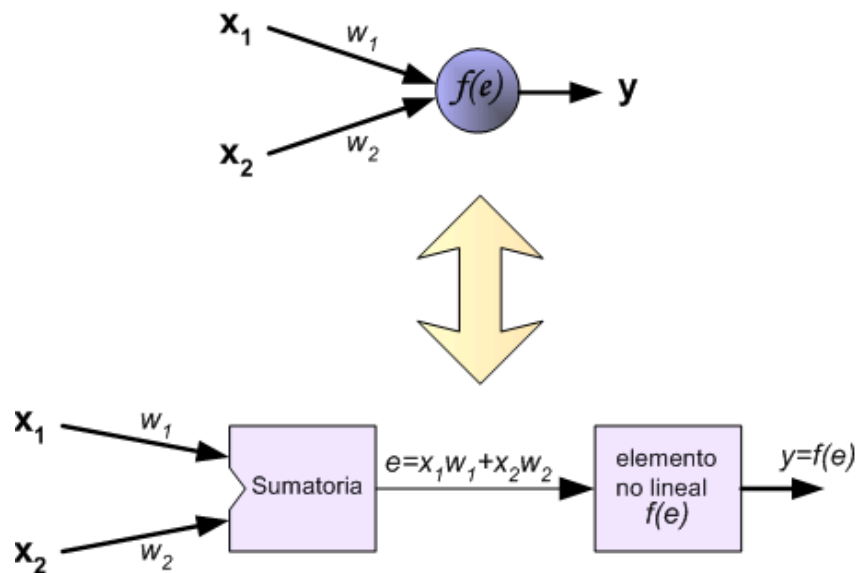 x₁
w₁
f(e)
y
x₂
w₂
x₁
w₁
Sumatoria
e=x₁w₁+x₂w₂
elemento
no lineal
f(e)
y=f(e)
x₂
w₂